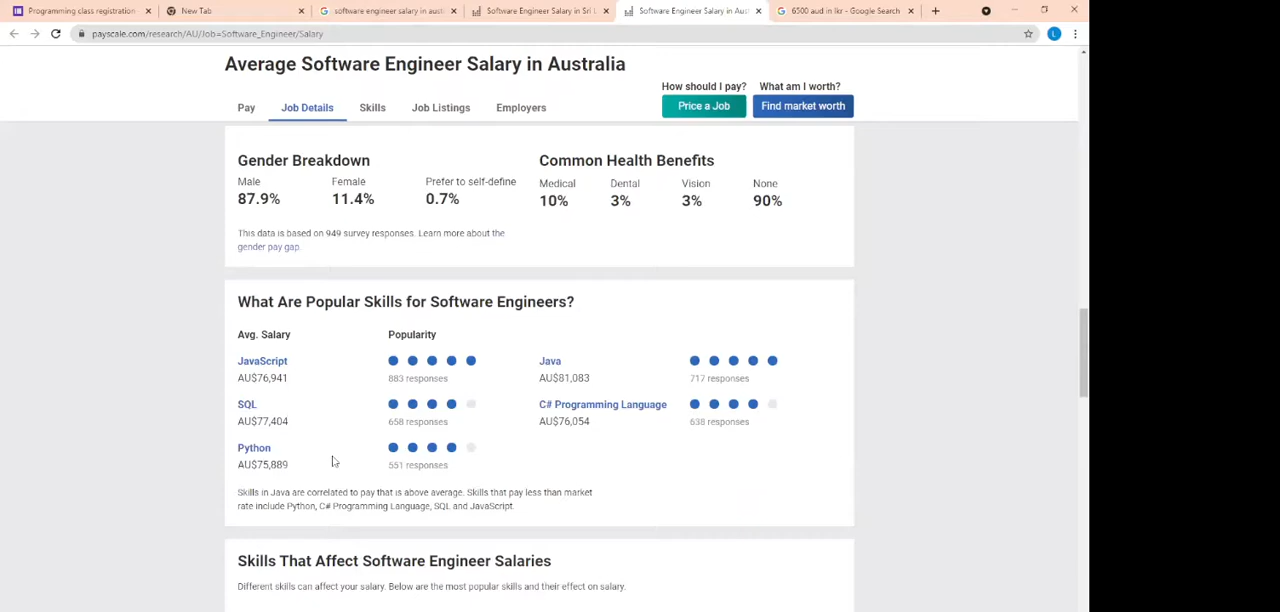 Programming class registration
New Tab
software engineer salary in austr
Software Engineer Salary in Sri L
Software Engineer Salary in Aust
6500 aud in lkr - Google Search
payscale.com/research/AU/Job=Software_Engineer/Salary
L
Average Software Engineer Salary in Australia
How should I pay?
What am I worth?
Price a Job
Find market worth
Pay
Job Details
Skills
Job Listings
Employers
Gender Breakdown
Male
Female
Prefer to self-define
87.9%
11.4%
0.7%
This data is based on 949 survey responses. Learn more about the
gender pay gap.
Common Health Benefits
Medical
Dental
Vision
None
10%
3%
3%
90%
What Are Popular Skills for Software Engineers?
Avg. Salary
Popularity
JavaScript
AU$76,941
883 responses
Java
AU$81,083
717 responses
SQL
AU$77,404
658 responses
C# Programming Language
AU$76,054
638 responses
Python
AU$75,889
551 responses
Skills in Java are correlated to pay that is above average. Skills that pay less than market
rate include Python, C# Programming Language, SQL and JavaScript.
Skills That Affect Software Engineer Salaries
Different skills can affect your salary. Below are the most popular skills and their effect on salary.